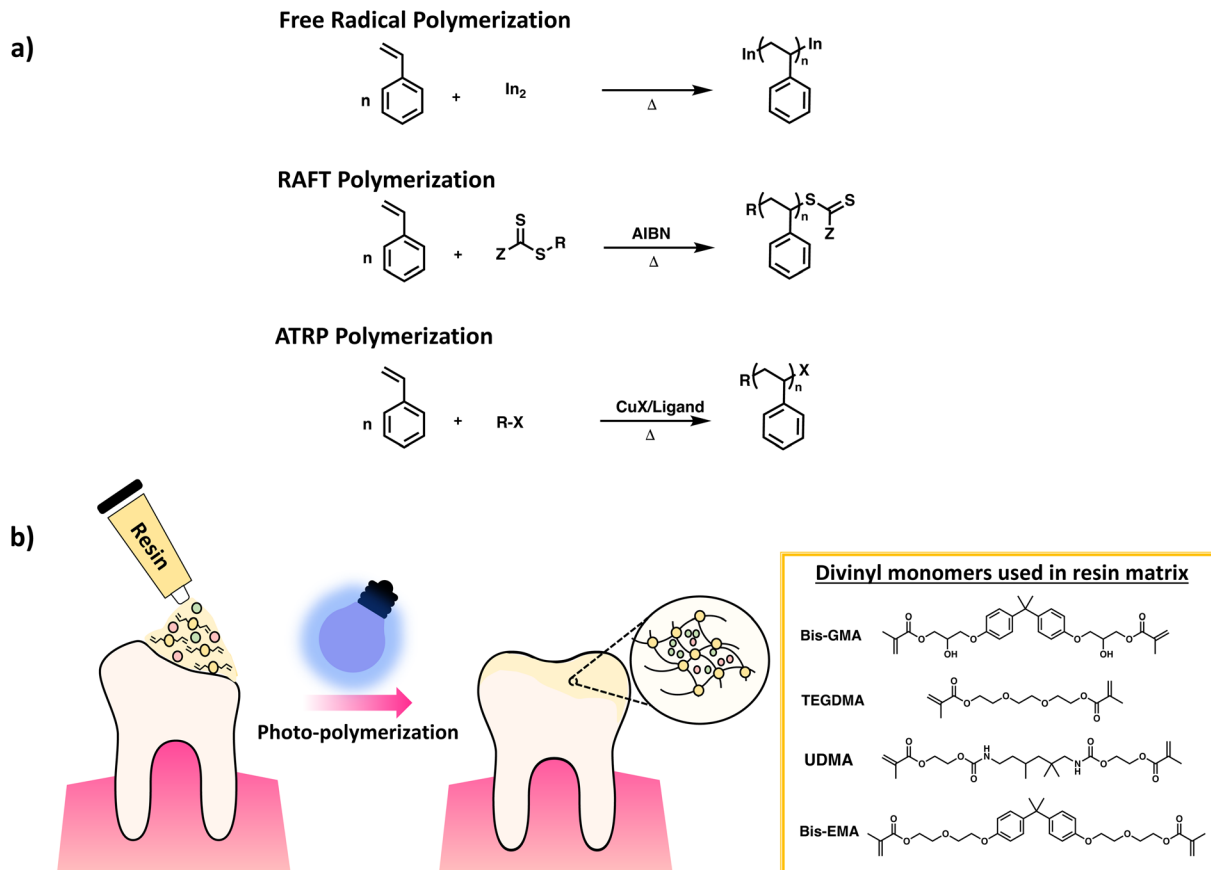 a)
Free Radical Polymerization
n
+
In₂
Δ
In
( )n
In
RAFT Polymerization
n
+
S
Z
S
R
AIBN
Δ
R
( )n
S
S
Z
ATRP Polymerization
n
+
R-X
CuX/Ligand
Δ
R
( )n
X
b)
Resin
Photo-polymerization
Divinyl monomers used in resin matrix
Bis-GMA
O
O
OH
O
O
OH
O
O
TEGDMA
O
O
O
O
O
O
UDMA
O
O
O
O
H
N
N
H
O
O
O
O
Bis-EMA
O
O
O
O
O
O
O
O